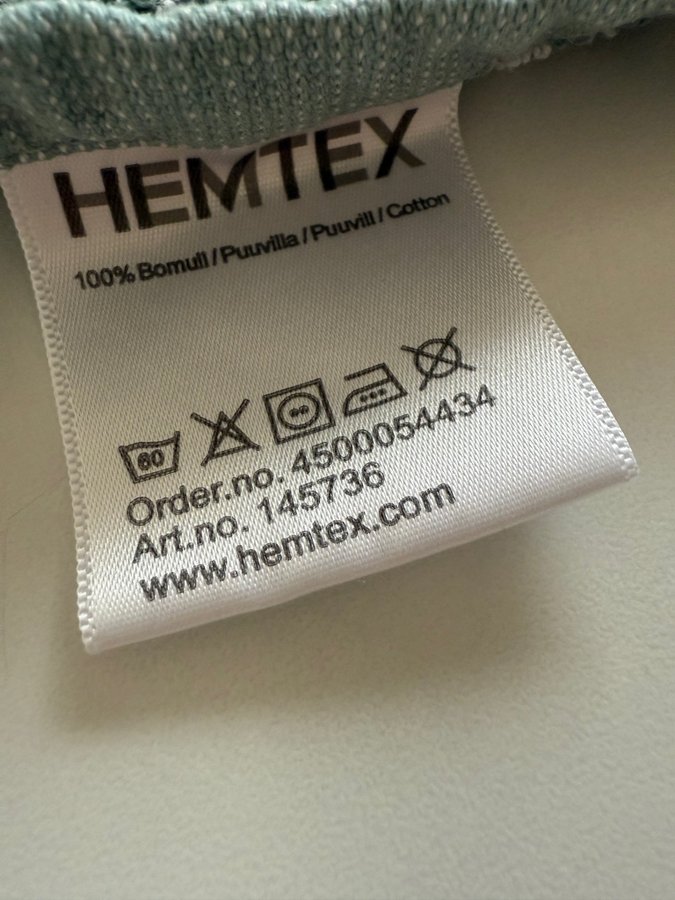 HEMTEX
100% Bomull / Puuvilla / Puuvill / Cotton
60
Order.no. 4500054434
Art.no. 145736
www.hemtex.com